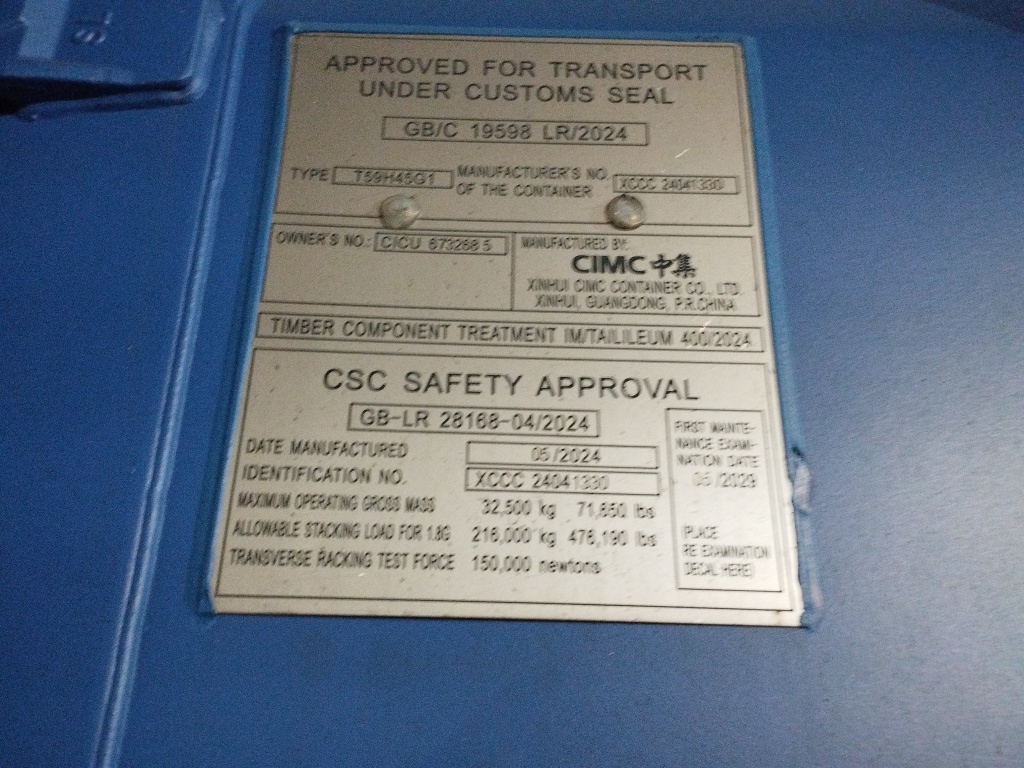 APPROVED FOR TRANSPORT
UNDER CUSTOMS SEAL
GB/C 19598 LR/2024
TYPE T59H45G1 MANUFACTURER'S NO. OF THE CONTAINER XCCC 24041330
OWNER'S NO.: CICU 673268 5
MANUFACTURED BY:
CIMC 中集
XINHUI CIMC CONTAINER CO., LTD.
XINHUI, GUANGDONG, P.R.CHINA
TIMBER COMPONENT TREATMENT IM/TAILILEUM 400/2024
CSC SAFETY APPROVAL
GB-LR 28168-04/2024
DATE MANUFACTURED 05/2024
IDENTIFICATION NO. XCCC 24041330
MAXIMUM OPERATING GROSS MASS 32,500 kg 71,650 lbs
ALLOWABLE STACKING LOAD FOR 1.8G 216,000 kg 476,190 lbs
TRANSVERSE RACKING TEST FORCE 150,000 newtons
FIRST MAINTE-
NANCE EXAMI-
NATION DATE
05/2029
(PLACE
RE EXAMINATION
DECAL HERE)